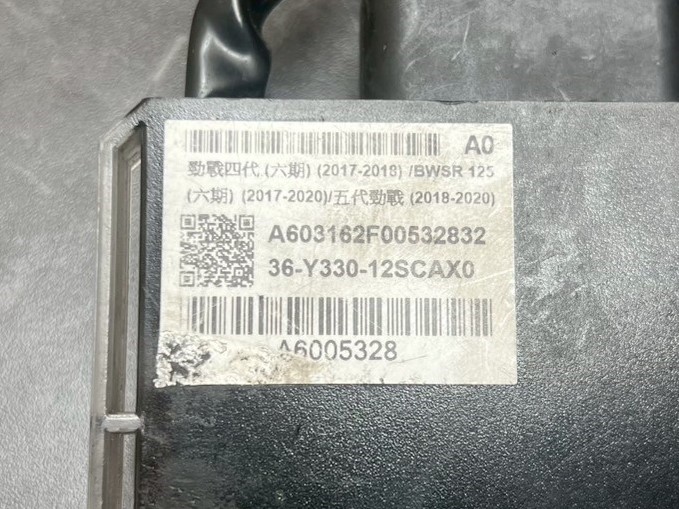 A0
勁戰四代 (六期) (2017-2018) /BWSR 125
(六期) (2017-2020)/五代勁戰 (2018-2020)
A603162F00532832
36-Y330-12SCAX0
A6005328